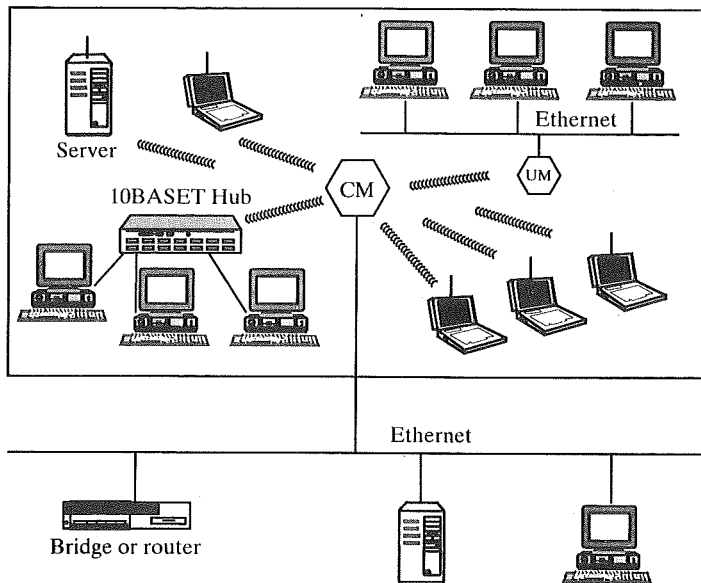 Ethernet
Server
CM
UM
10BASET Hub
Ethernet
Bridge or router